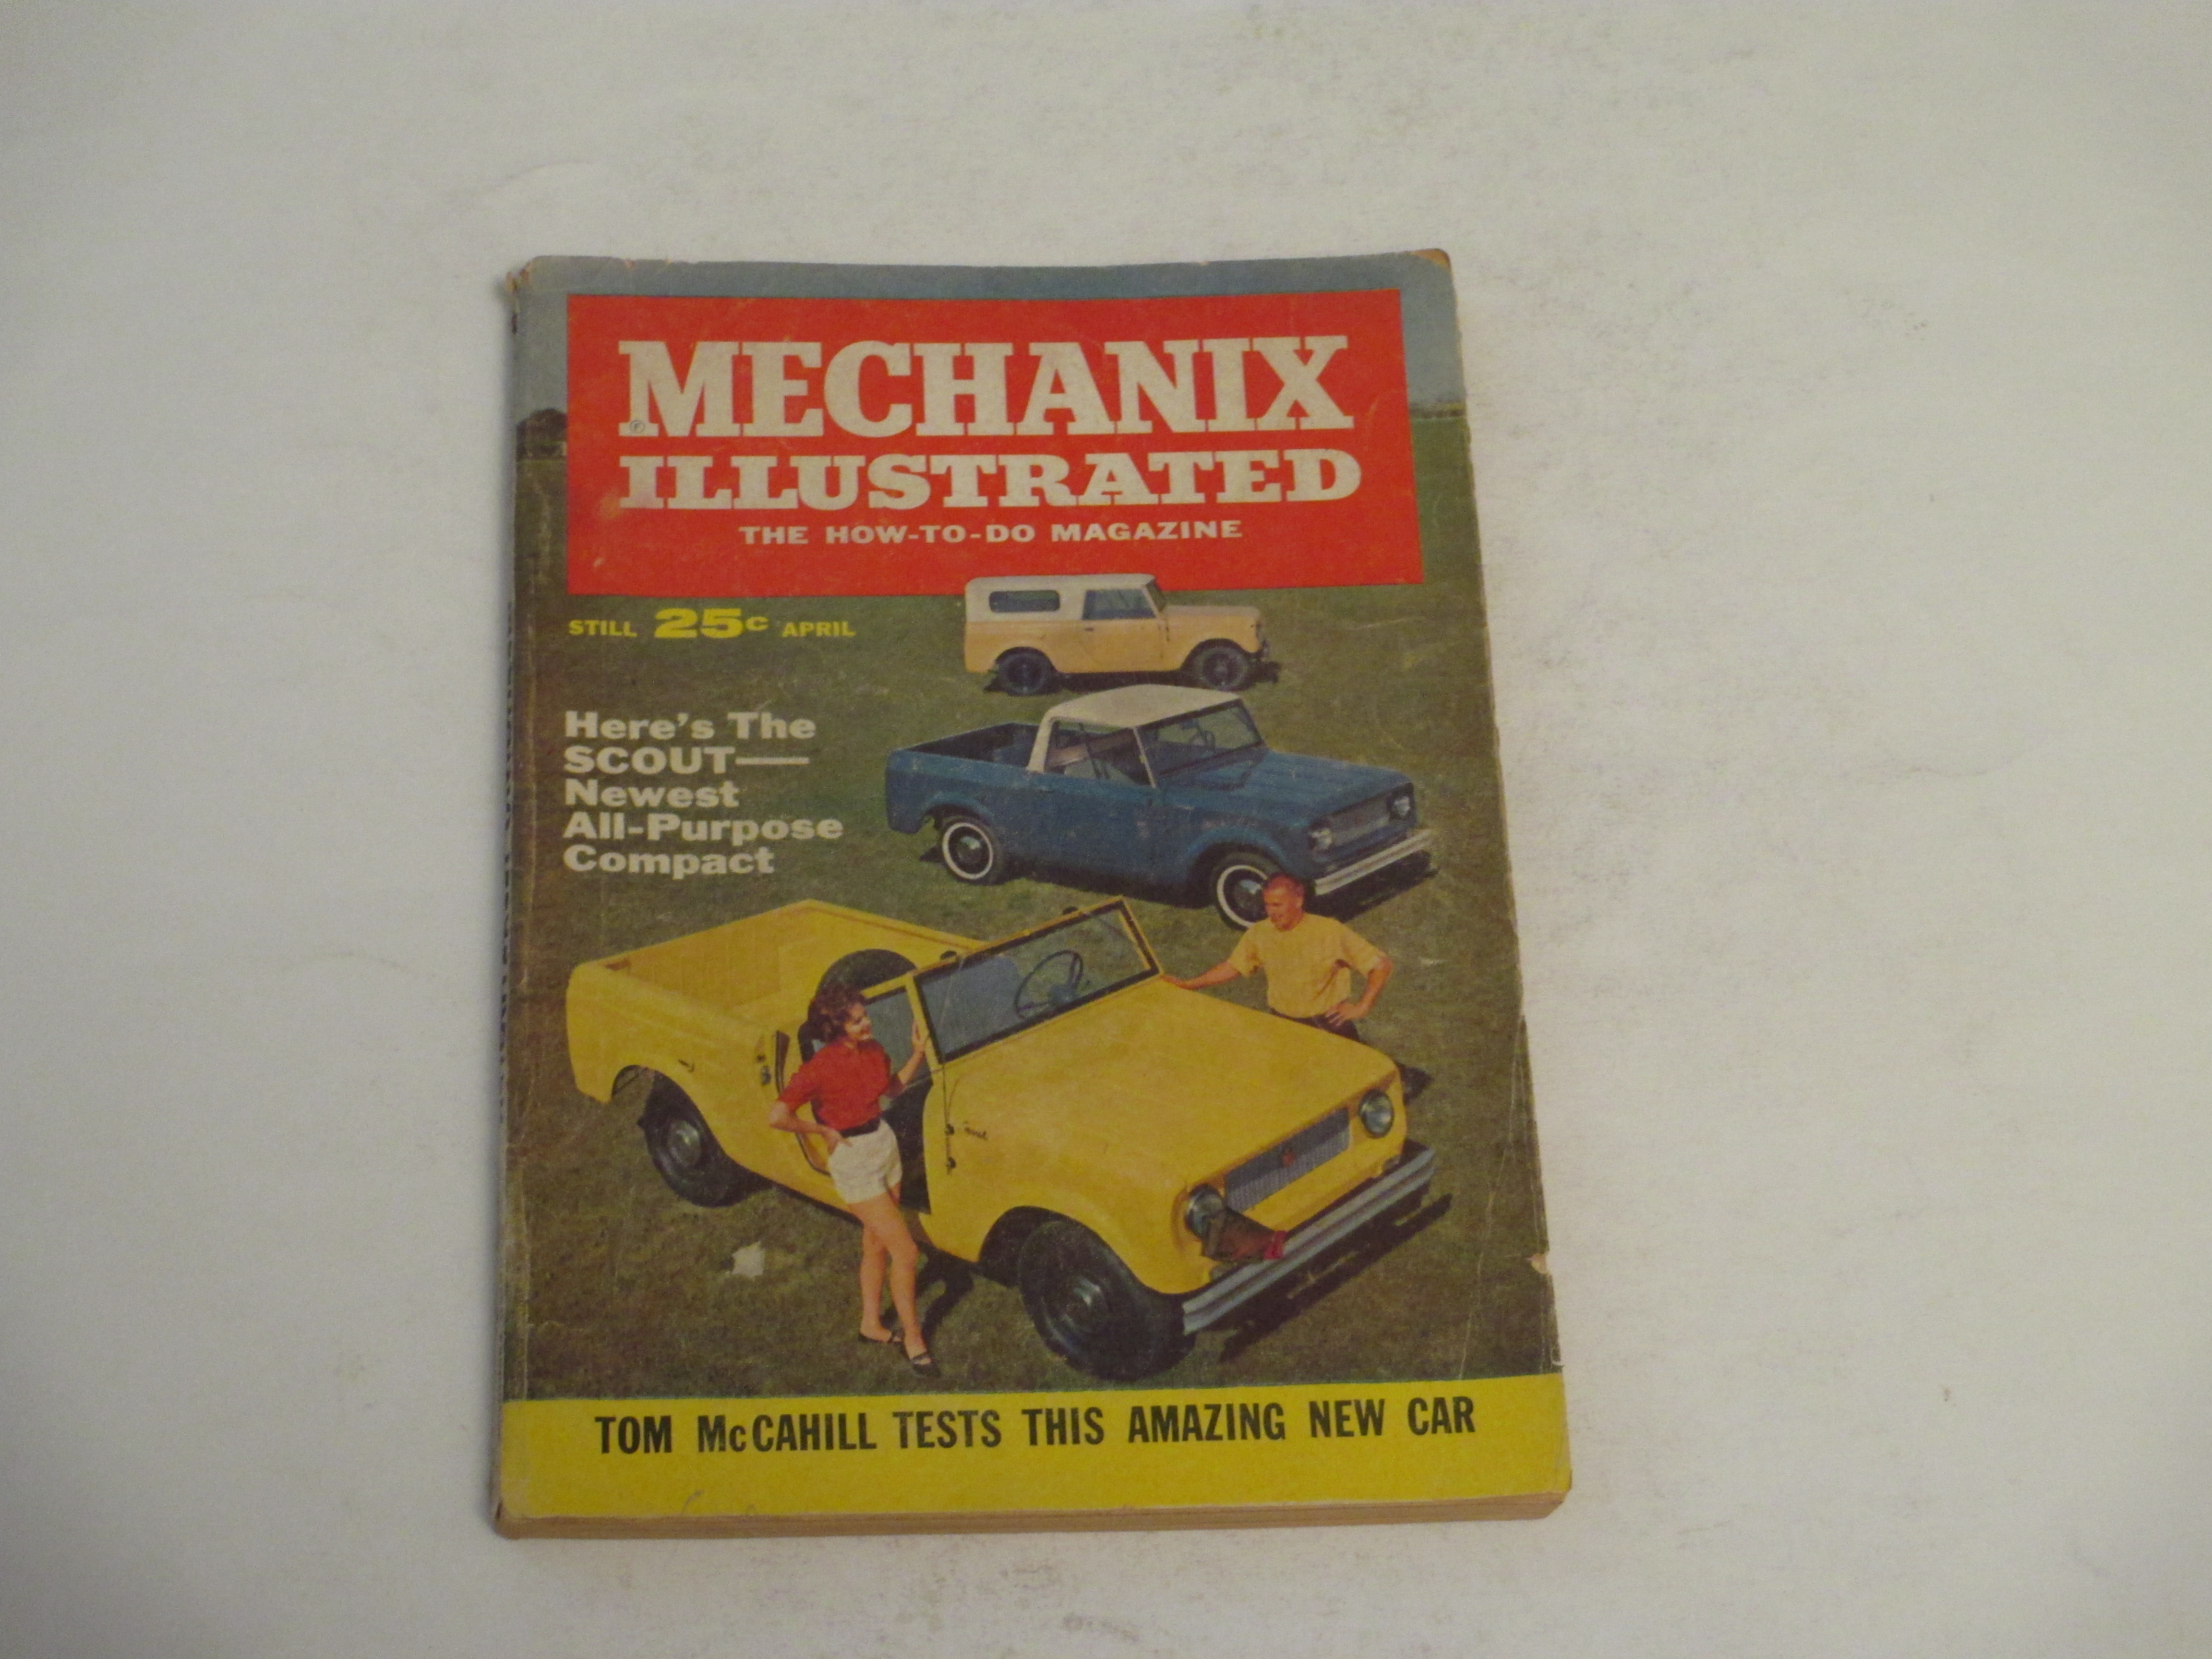 MECHANIX
ILLUSTRATED
THE HOW-TO-DO MAGAZINE
STILL 25c APRIL
Here's The
SCOUT—
Newest
All-Purpose
Compact
TOM McCAHILL TESTS THIS AMAZING NEW CAR